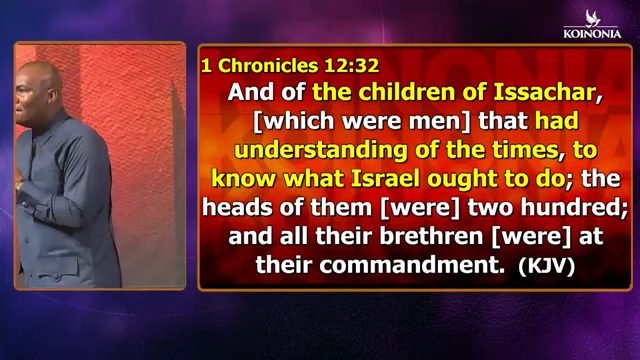 KOINONIA
1 Chronicles 12:32
And of the children of Issachar,
[which were men] that had
understanding of the times, to
know what Israel ought to do; the
heads of them [were] two hundred;
and all their brethren [were] at
their commandment. (KJV)